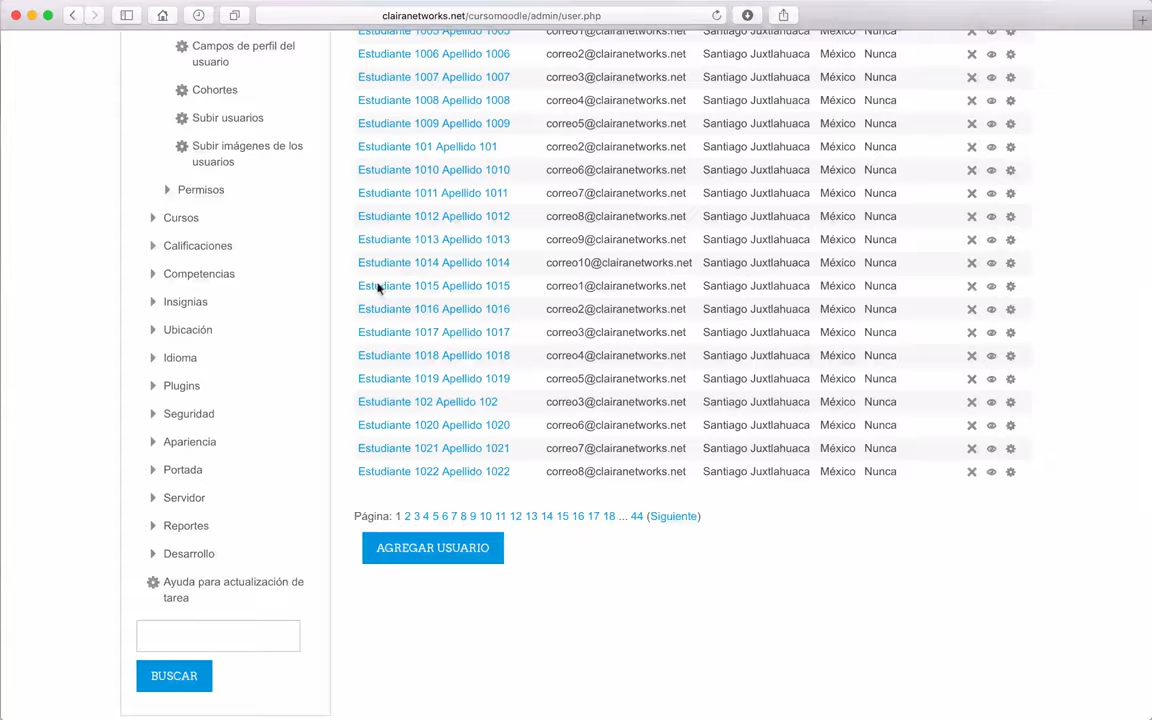 clairanetworks.net/cursomoodle/admin/user.php
Campos de perfil del
usuario
Cohortes
Subir usuarios
Subir imágenes de los
usuarios
Permisos
Cursos
Calificaciones
Competencias
Insignias
Ubicación
Idioma
Plugins
Seguridad
Apariencia
Portada
Servidor
Reportes
Desarrollo
Ayuda para actualización de
tarea
BUSCAR
Estudiante 1005 Apellido 1005 correo1@clairanetworks.net Santiago Juxtlahuaca México Nunca
Estudiante 1006 Apellido 1006 correo2@clairanetworks.net Santiago Juxtlahuaca México Nunca
Estudiante 1007 Apellido 1007 correo3@clairanetworks.net Santiago Juxtlahuaca México Nunca
Estudiante 1008 Apellido 1008 correo4@clairanetworks.net Santiago Juxtlahuaca México Nunca
Estudiante 1009 Apellido 1009 correo5@clairanetworks.net Santiago Juxtlahuaca México Nunca
Estudiante 101 Apellido 101 correo2@clairanetworks.net Santiago Juxtlahuaca México Nunca
Estudiante 1010 Apellido 1010 correo6@clairanetworks.net Santiago Juxtlahuaca México Nunca
Estudiante 1011 Apellido 1011 correo7@clairanetworks.net Santiago Juxtlahuaca México Nunca
Estudiante 1012 Apellido 1012 correo8@clairanetworks.net Santiago Juxtlahuaca México Nunca
Estudiante 1013 Apellido 1013 correo9@clairanetworks.net Santiago Juxtlahuaca México Nunca
Estudiante 1014 Apellido 1014 correo10@clairanetworks.net Santiago Juxtlahuaca México Nunca
Estudiante 1015 Apellido 1015 correo1@clairanetworks.net Santiago Juxtlahuaca México Nunca
Estudiante 1016 Apellido 1016 correo2@clairanetworks.net Santiago Juxtlahuaca México Nunca
Estudiante 1017 Apellido 1017 correo3@clairanetworks.net Santiago Juxtlahuaca México Nunca
Estudiante 1018 Apellido 1018 correo4@clairanetworks.net Santiago Juxtlahuaca México Nunca
Estudiante 1019 Apellido 1019 correo5@clairanetworks.net Santiago Juxtlahuaca México Nunca
Estudiante 102 Apellido 102 correo3@clairanetworks.net Santiago Juxtlahuaca México Nunca
Estudiante 1020 Apellido 1020 correo6@clairanetworks.net Santiago Juxtlahuaca México Nunca
Estudiante 1021 Apellido 1021 correo7@clairanetworks.net Santiago Juxtlahuaca México Nunca
Estudiante 1022 Apellido 1022 correo8@clairanetworks.net Santiago Juxtlahuaca México Nunca
Página: 1 2 3 4 5 6 7 8 9 10 11 12 13 14 15 16 17 18 ... 44 (Siguiente)
AGREGAR USUARIO